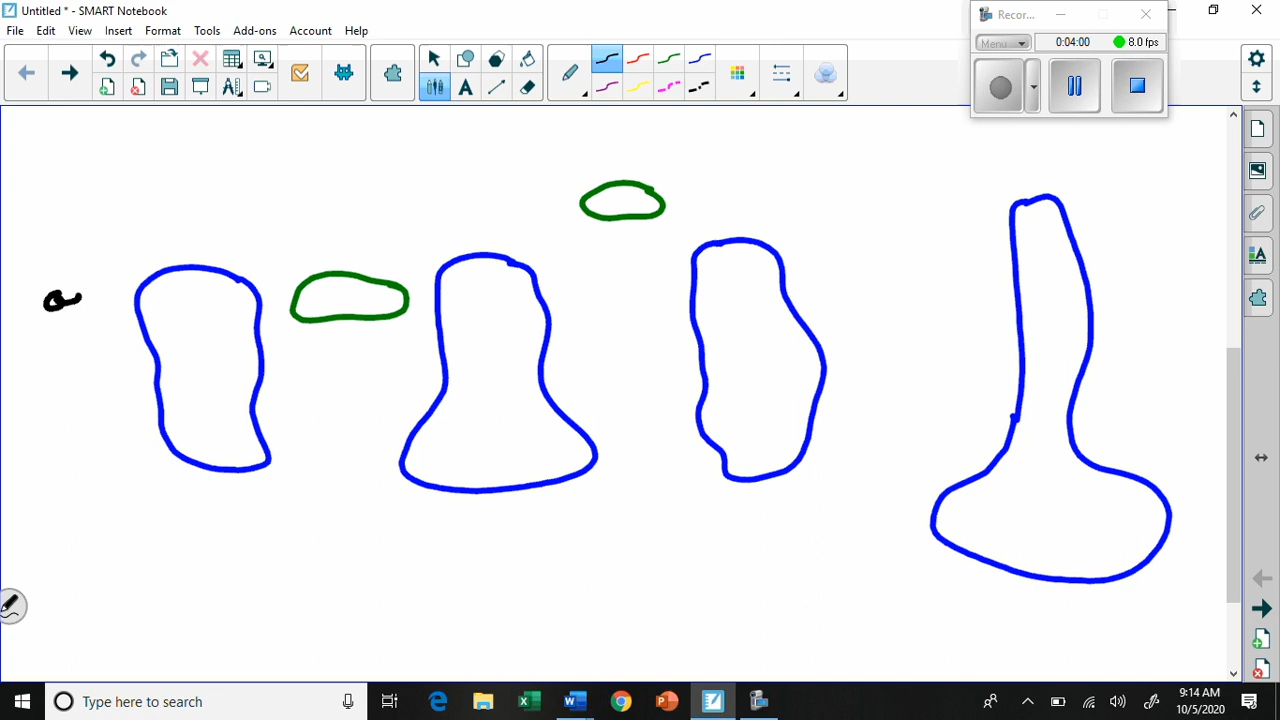 Untitled * - SMART Notebook
Recor...
File Edit View Insert Format Tools Add-ons Account Help
Menu
0:04:00
8.0 fps
A
A
a
Type here to search
9:14 AM
10/5/2020